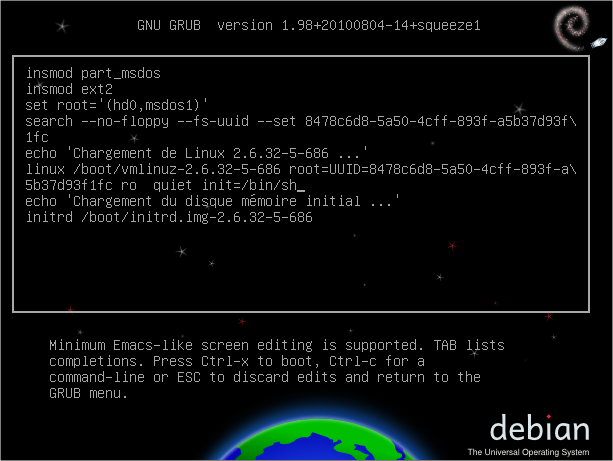 GNU GRUB  version 1.98+20100804-14+squeeze1
insmod part_msdos
insmod ext2
set root='(hd0,msdos1)'
search --no-floppy --fs-uuid --set 8478c6d8-5a50-4cff-893f-a5b37d93f\
1fc
echo 'Chargement de Linux 2.6.32-5-686 ...'
linux /boot/vmlinuz-2.6.32-5-686 root=UUID=8478c6d8-5a50-4cff-893f-a\
5b37d93f1fc ro  quiet init=/bin/sh_
echo 'Chargement du disque mémoire initial ...'
initrd /boot/initrd.img-2.6.32-5-686
Minimum Emacs-like screen editing is supported. TAB lists
completions. Press Ctrl-x to boot, Ctrl-c for a
command-line or ESC to discard edits and return to the
GRUB menu.
debian
The Universal Operating System